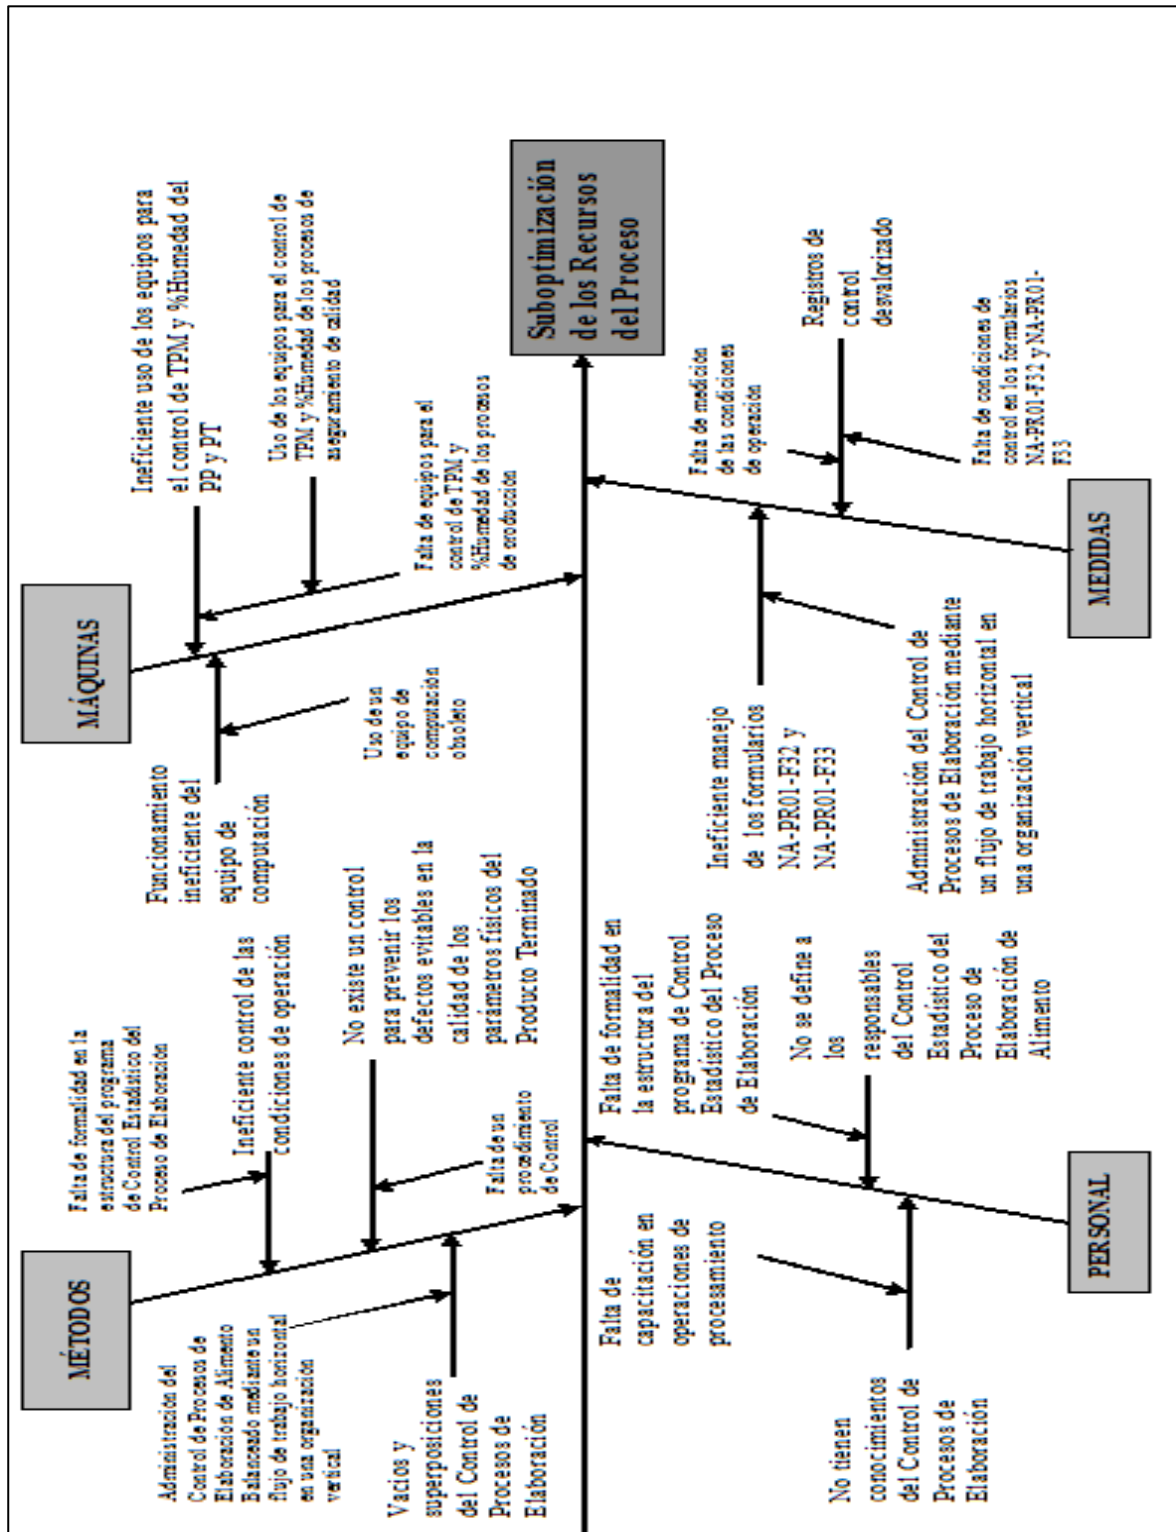 MÉTODOS
Falta de formalidad en la
estructura del programa
de Control Estadístico del
Proceso de Elaboración
Ineficiente control de las
condiciones de operación
No existe un control
para prevenir los
defectos evitables en la
calidad de los
parámetros físicos del
Producto Terminado
Falta de un
procedimiento
de Control
Administración del
Control de Procesos de
Elaboración de Alimento
Balanceado mediante un
flujo de trabajo horizontal
en una organización
vertical
Vacios y
superposiciones
del Control de
Procesos de
Elaboración
MÁQUINAS
Ineficiente uso de los equipos para
el control de TPM y %Humedad del
PP y PT
Uso de los equipos para el control de
TPM y %Humedad de los procesos de
aseguramiento de calidad
Falta de equipos para el
control de TPM y
%Humedad de los procesos
de producción
Funcionamiento
ineficiente del
equipo de
computación
Uso de un
equipo de
computación
obsoleto
Suboptimización
de los Recursos
del Proceso
PERSONAL
Falta de formalidad en
la estructura del
programa de Control
Estadístico del Proceso
de Elaboración
No se define a
los
responsables
del Control
Estadístico del
Proceso de
Elaboración de
Alimento
Falta de
capacitación en
operaciones de
procesamiento
No tienen
conocimientos
del Control de
Procesos de
Elaboración
MEDIDAS
Falta de medición
de las condiciones
de operación
Registros de
control
desvalorizado
Falta de condiciones de
control en los formularios
NA-PR01-F32 y NA-PR01-
F33
Ineficiente manejo
de los formularios
NA-PR01-F32 y
NA-PR01-F33
Administración del Control de
Procesos de Elaboración mediante
un flujo de trabajo horizontal en
una organización vertical